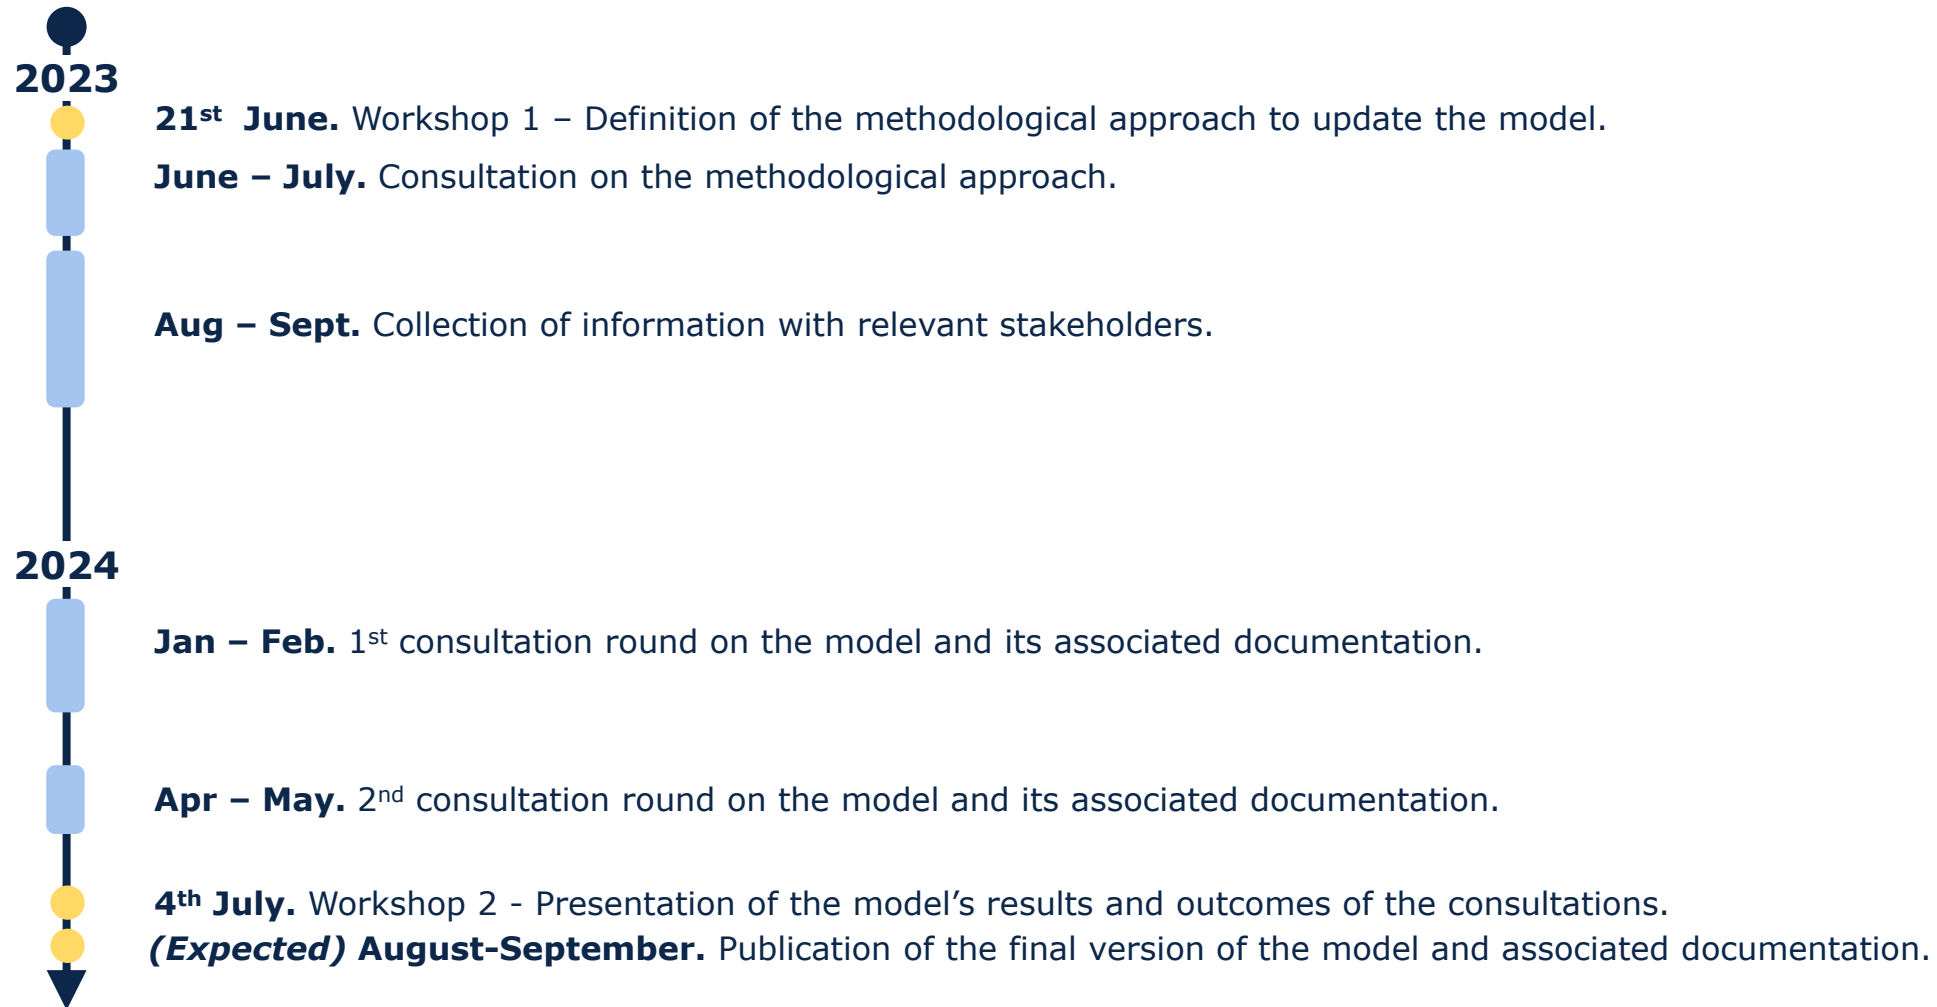 2023
21st June. Workshop 1 – Definition of the methodological approach to update the model.
June – July. Consultation on the methodological approach.
Aug – Sept. Collection of information with relevant stakeholders.
2024
Jan – Feb. 1st consultation round on the model and its associated documentation.
Apr – May. 2nd consultation round on the model and its associated documentation.
4th July. Workshop 2 - Presentation of the model’s results and outcomes of the consultations.
(Expected) August-September. Publication of the final version of the model and associated documentation.